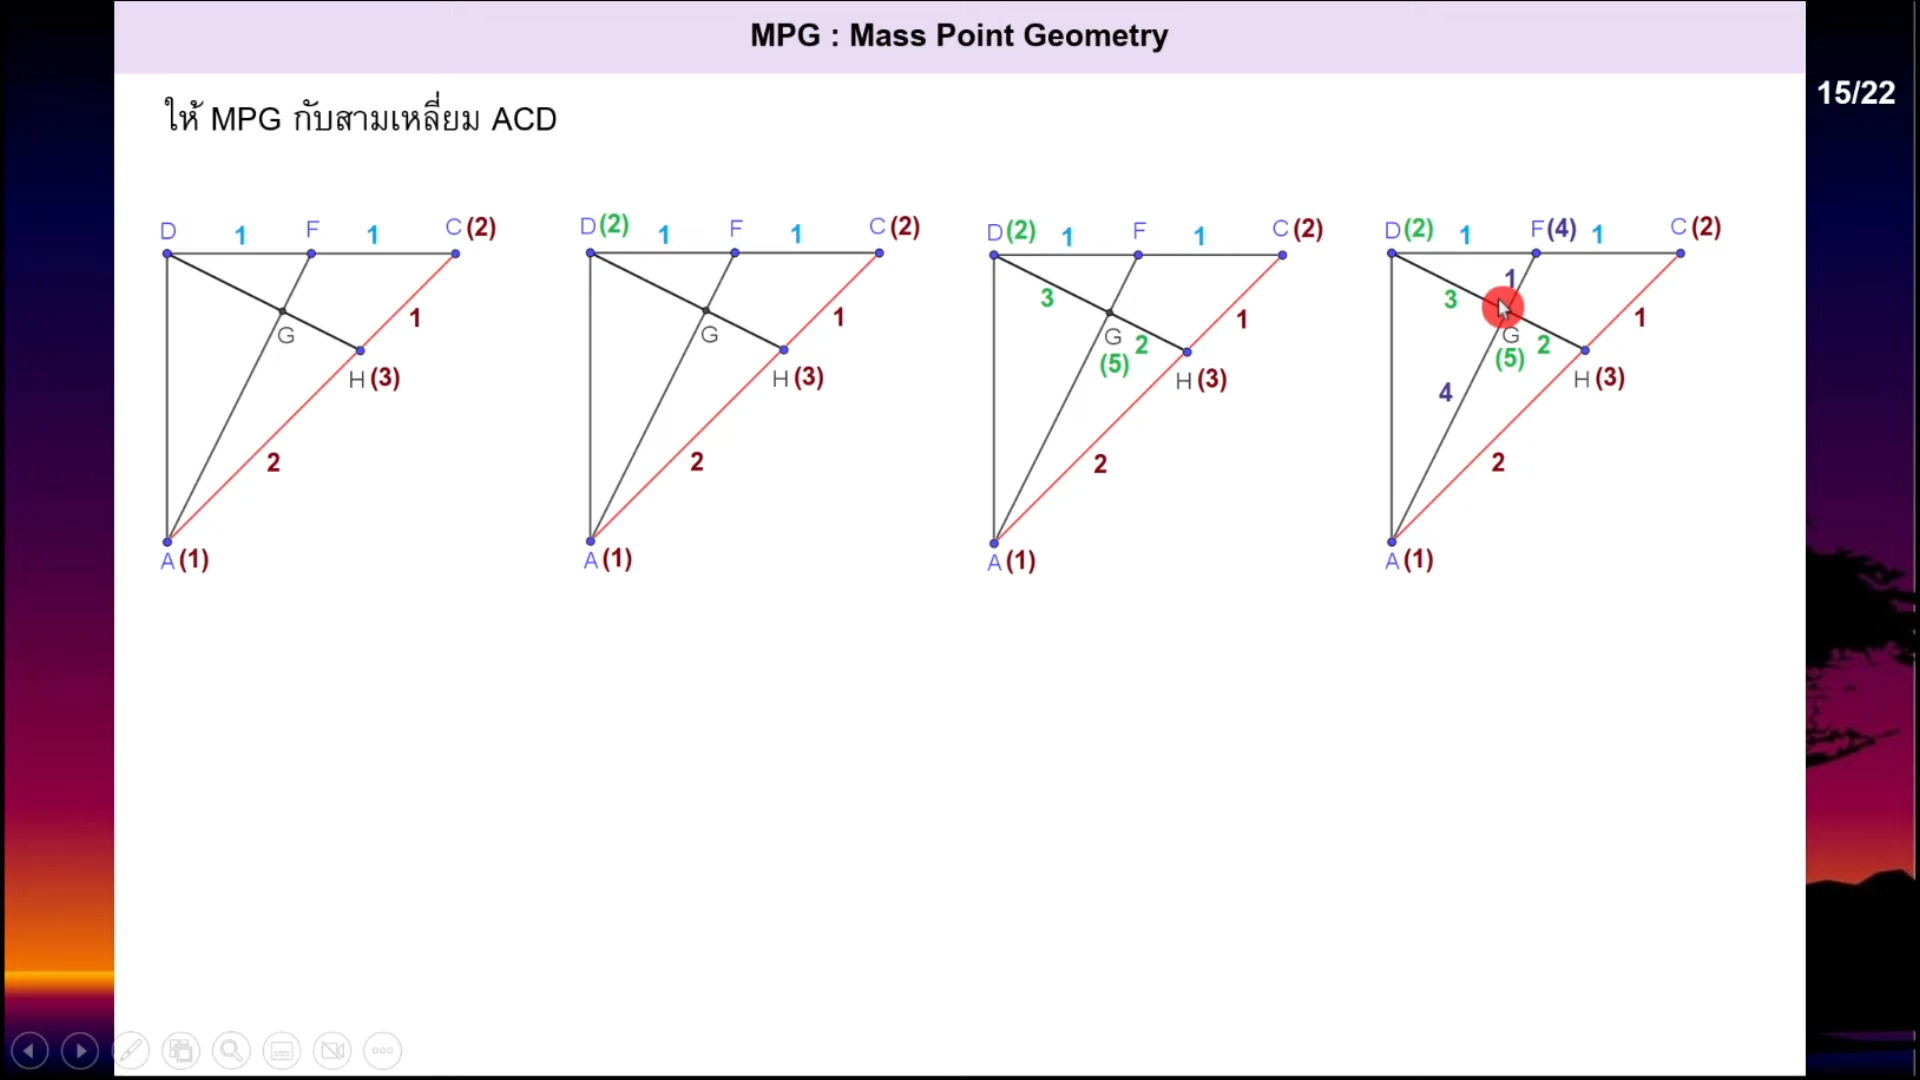 MPG : Mass Point Geometry
15/22
ให้ MPG กับสามเหลี่ยม ACD
D 1 F 1 C (2)
1
G
H (3)
2
A (1)
D (2) 1 F 1 C (2)
1
G
H (3)
2
A (1)
D (2) 1 F 1 C (2)
3
1
G 2
(5)
H (3)
2
A (1)
D (2) 1 F (4) 1 C (2)
1
3
1
G 2
(5)
H (3)
4
2
A (1)